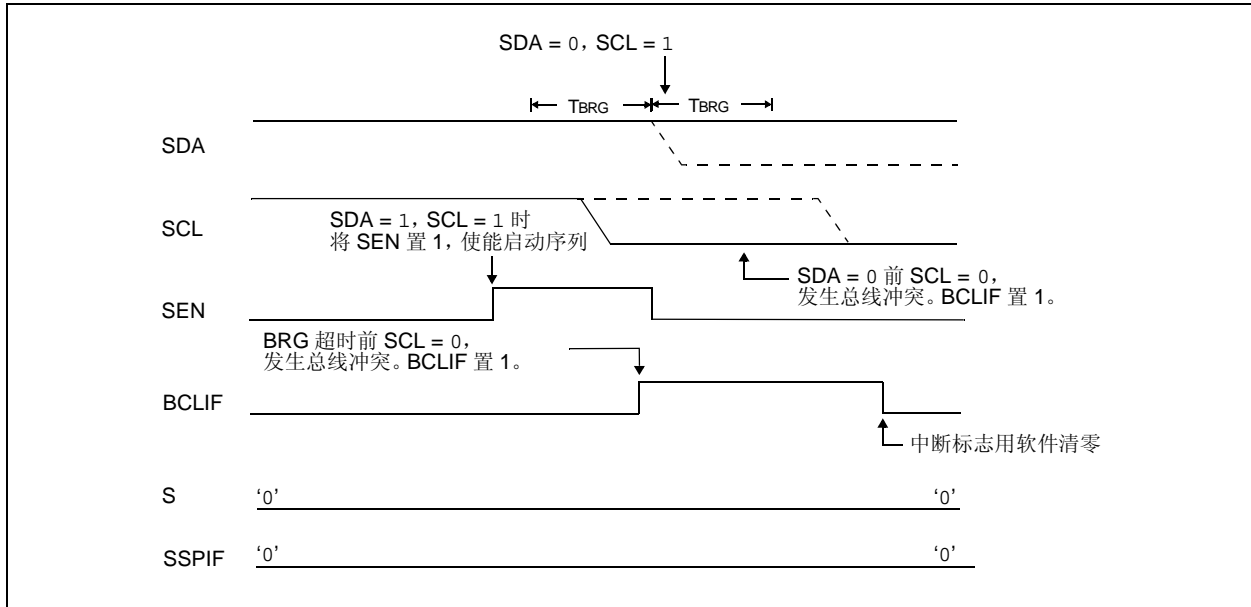 SDA = 0，SCL = 1
TBRG TBRG
SDA
SCL
SDA = 1，SCL = 1 时
将 SEN 置 1，使能启动序列
SDA = 0 前 SCL = 0，
发生总线冲突。BCLIF 置 1。
SEN
BRG 超时前 SCL = 0，
发生总线冲突。BCLIF 置 1。
BCLIF
中断标志用软件清零
S ‘0’ ‘0’
SSPIF ‘0’ ‘0’